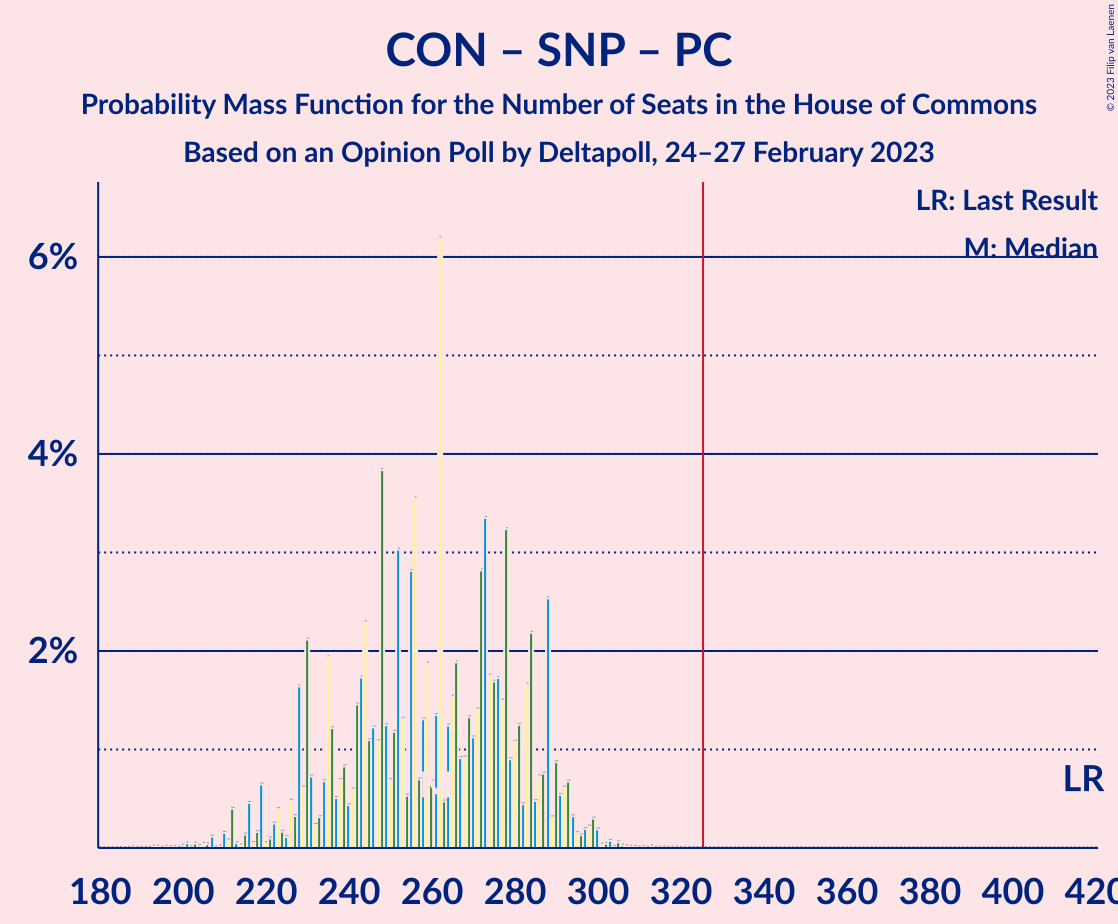 CON – SNP – PC
Probability Mass Function for the Number of Seats in the House of Commons
Based on an Opinion Poll by Deltapoll, 24–27 February 2023
© 2023 Filip van Laenen
LR: Last Result
M: Median
6%
4%
2%
LR
M
180 200 220 240 260 280 300 320 340 360 380 400 420